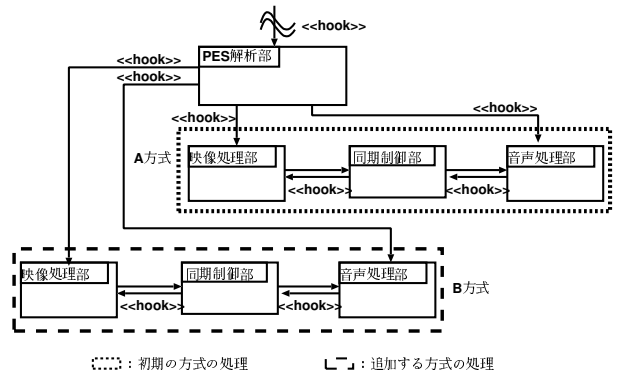 <<hook>>
PES解析部
<<hook>>
<<hook>>
<<hook>>
<<hook>>
A方式
映像処理部
同期制御部
音声処理部
<<hook>>
<<hook>>
映像処理部
同期制御部
音声処理部
B方式
<<hook>>
<<hook>>
：初期の方式の処理
：追加する方式の処理